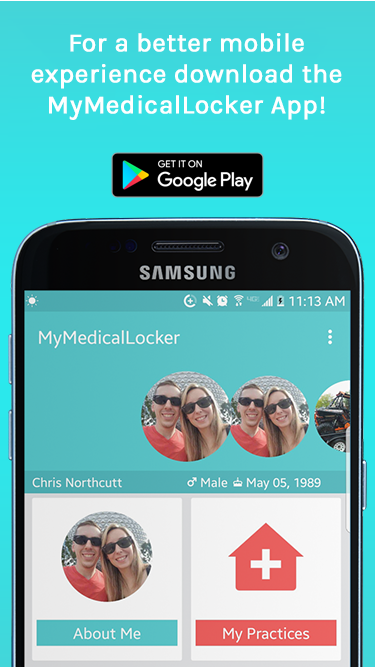 For a better mobile
experience download the
MyMedicalLocker App!
GET IT ON
Google Play
SAMSUNG
11:13 AM
MyMedicalLocker
Chris Northcutt
Male
May 05, 1989
About Me
My Practices